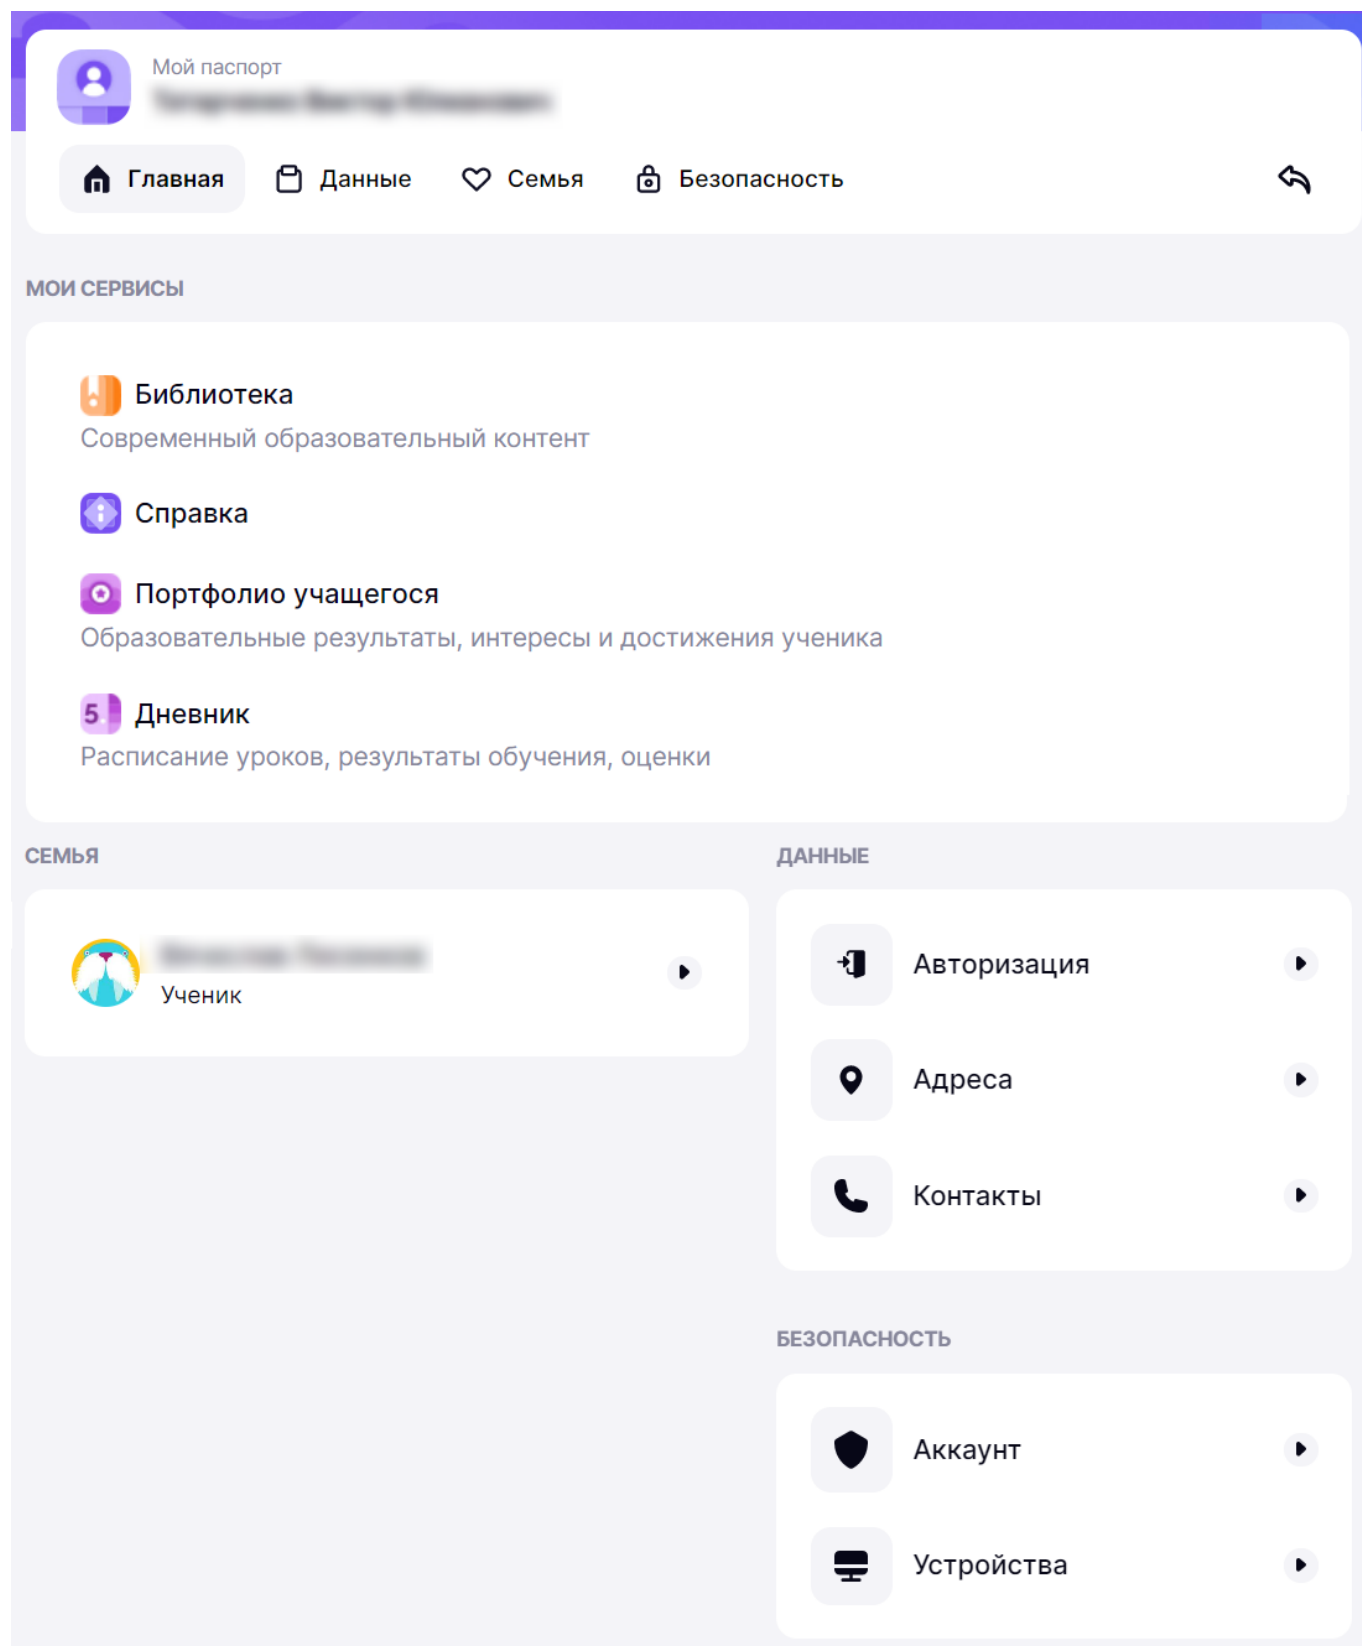 Мой паспорт
Главная
Данные
Семья
Безопасность
МОИ СЕРВИСЫ
Библиотека
Современный образовательный контент
Справка
Портфолио учащегося
Образовательные результаты, интересы и достижения ученика
5.
Дневник
Расписание уроков, результаты обучения, оценки
СЕМЬЯ
Ученик
ДАННЫЕ
Авторизация
Адреса
Контакты
БЕЗОПАСНОСТЬ
Аккаунт
Устройства